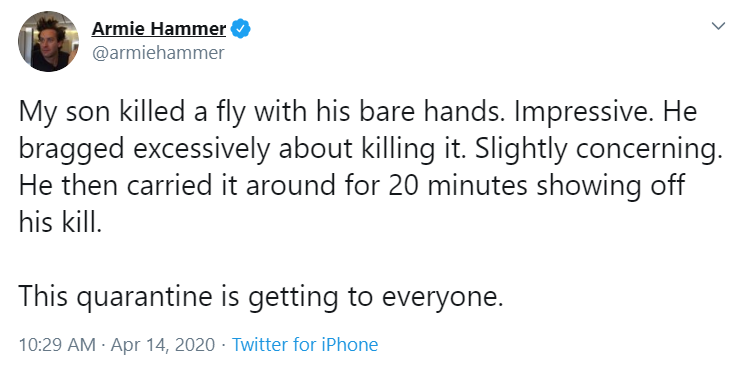 Armie Hammer
@armiehammer
My son killed a fly with his bare hands. Impressive. He
bragged excessively about killing it. Slightly concerning.
He then carried it around for 20 minutes showing off
his kill.
This quarantine is getting to everyone.
10:29 AM · Apr 14, 2020 · Twitter for iPhone